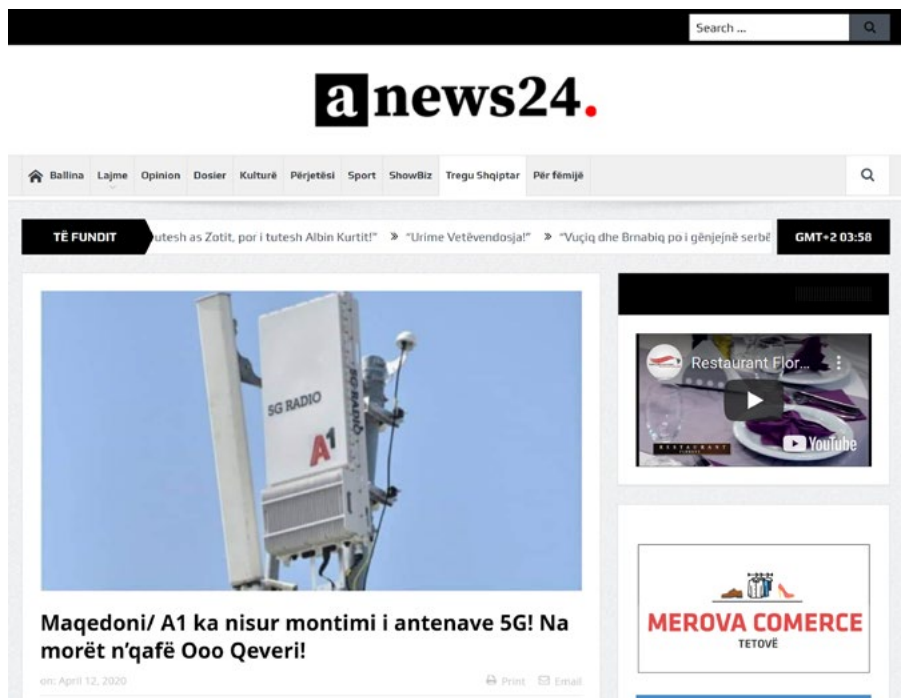 Search ...
anews24.
Ballina Lajme Opinion Dosier Kulturë Përjetësi Sport ShowBiz Tregu Shqiptar Për fëmijë
TË FUNDIT utesh as Zotit, por i tutesh Albin Kurtit!" » "Urime Vetëvendosja!" » "Vuçiq dhe Brnabiq po i gënjejnë serbë GMT+2 03:58
5G RADIO
5G RADIO
A1
Restaurant Flor...
RESTAURANT
YouTube
Maqedoni/ A1 ka nisur montimi i antenave 5G! Na
morët n'qafë Ooo Qeveri!
on: April 12, 2020 Print Email
MEROVA COMERCE
TETOVË